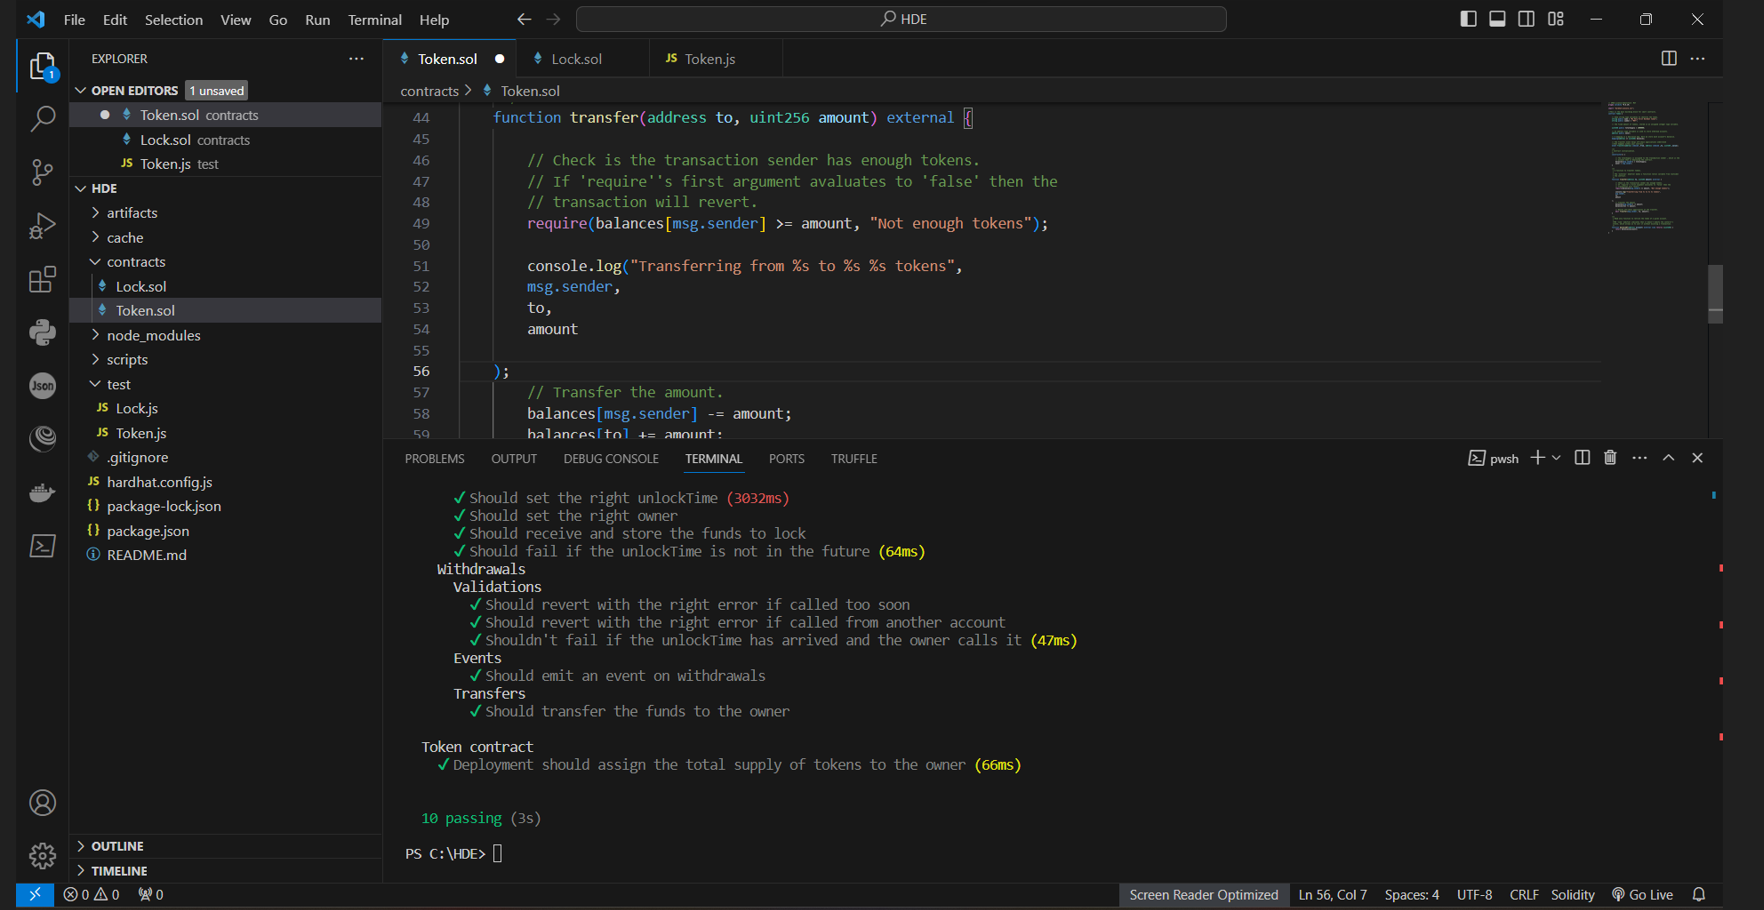 File Edit Selection View Go Run Terminal Help
HDE
EXPLORER
OPEN EDITORS 1 unsaved
Token.sol contracts
Lock.sol contracts
JS Token.js test
HDE
artifacts
cache
contracts
Lock.sol
Token.sol
node_modules
scripts
test
JS Lock.js
JS Token.js
.gitignore
JS hardhat.config.js
{} package-lock.json
{} package.json
README.md
OUTLINE
TIMELINE
1
Json
Token.sol
Lock.sol
JS Token.js
contracts > Token.sol
44 function transfer(address to, uint256 amount) external {
45
46 // Check is the transaction sender has enough tokens.
47 // If 'require''s first argument avaluates to 'false' then the
48 // transaction will revert.
49 require(balances[msg.sender] >= amount, "Not enough tokens");
50
51 console.log("Transferring from %s to %s %s tokens",
52 msg.sender,
53 to,
54 amount
55
56 );
57 // Transfer the amount.
58 balances[msg.sender] -= amount;
59 balances[to] += amount;
PROBLEMS OUTPUT DEBUG CONSOLE TERMINAL PORTS TRUFFLE
pwsh
✓ Should set the right unlockTime (3032ms)
✓ Should set the right owner
✓ Should receive and store the funds to lock
✓ Should fail if the unlockTime is not in the future (64ms)
Withdrawals
Validations
✓ Should revert with the right error if called too soon
✓ Should revert with the right error if called from another account
✓ Shouldn't fail if the unlockTime has arrived and the owner calls it (47ms)
Events
✓ Should emit an event on withdrawals
Transfers
✓ Should transfer the funds to the owner
Token contract
✓ Deployment should assign the total supply of tokens to the owner (66ms)
10 passing (3s)
PS C:\HDE>
0 0 0
Screen Reader Optimized Ln 56, Col 7 Spaces: 4 UTF-8 CRLF Solidity Go Live